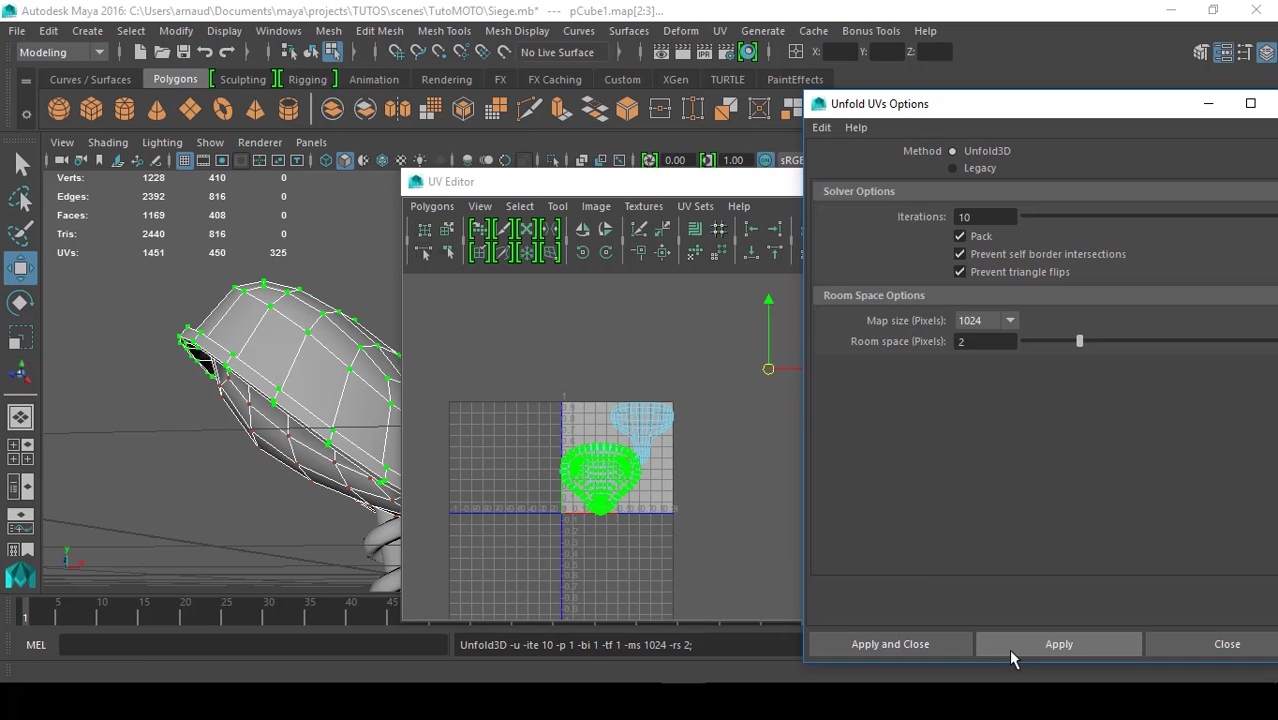 Autodesk Maya 2016: C:\Users\arnaud\Documents\maya\projects\TUTOS\scenes\TutoMOTO\Siege.mb* --- pCube1.map[2:3]...
File Edit Create Select Modify Display Windows Mesh Edit Mesh Mesh Tools Mesh Display Curves Surfaces Deform UV Generate Cache Bonus Tools Help
Modeling No Live Surface X: Y: Z:
Curves / Surfaces Polygons Sculpting Rigging Animation Rendering FX FX Caching Custom XGen TURTLE PaintEffects
Unfold UVs Options
Edit Help
View Shading Lighting Show Renderer Panels
0.00 1.00 sRGB
Method Unfold3D
Legacy
Verts: 1228 410 0
Edges: 2392 816 0
Faces: 1169 408 0
Tris: 2440 816 0
UVs: 1451 450 325
UV Editor
Polygons View Select Tool Image Textures UV Sets Help
Solver Options
Iterations: 10
Pack
Prevent self border intersections
Prevent triangle flips
Room Space Options
Map size (Pixels): 1024
Room space (Pixels): 2
y
5 10 15 20 25 30 35 40 45
1
MEL Unfold3D -u -ite 10 -p 1 -bi 1 -tf 1 -ms 1024 -rs 2;
Apply and Close Apply Close